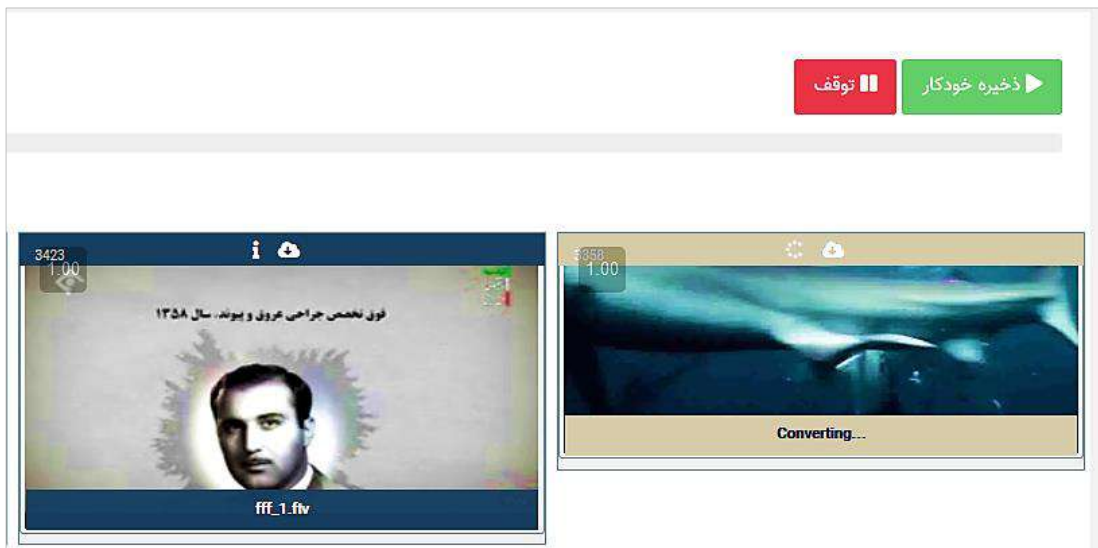 ذخیره خودکار
توقف
3358
1.00
Converting...
3423
1.00
فوق تخصص جراحی عروق و پیوند، سال ۱۳۵۸
fff_1.flv